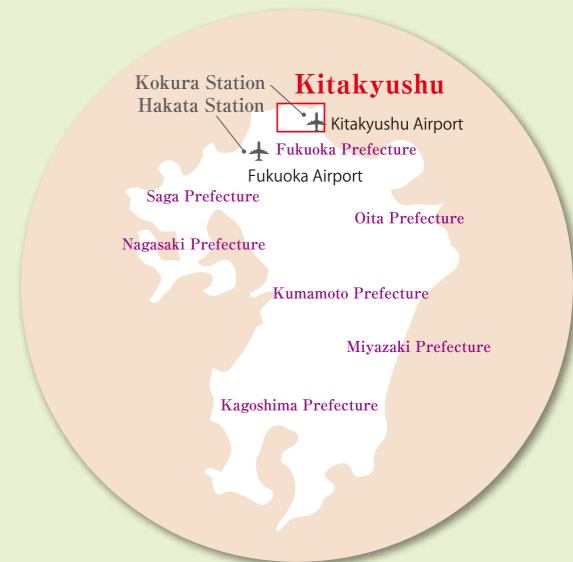 Kitakyushu
Kokura Station
Hakata Station
Kitakyushu Airport
Fukuoka Prefecture
Fukuoka Airport
Saga Prefecture
Oita Prefecture
Nagasaki Prefecture
Kumamoto Prefecture
Miyazaki Prefecture
Kagoshima Prefecture